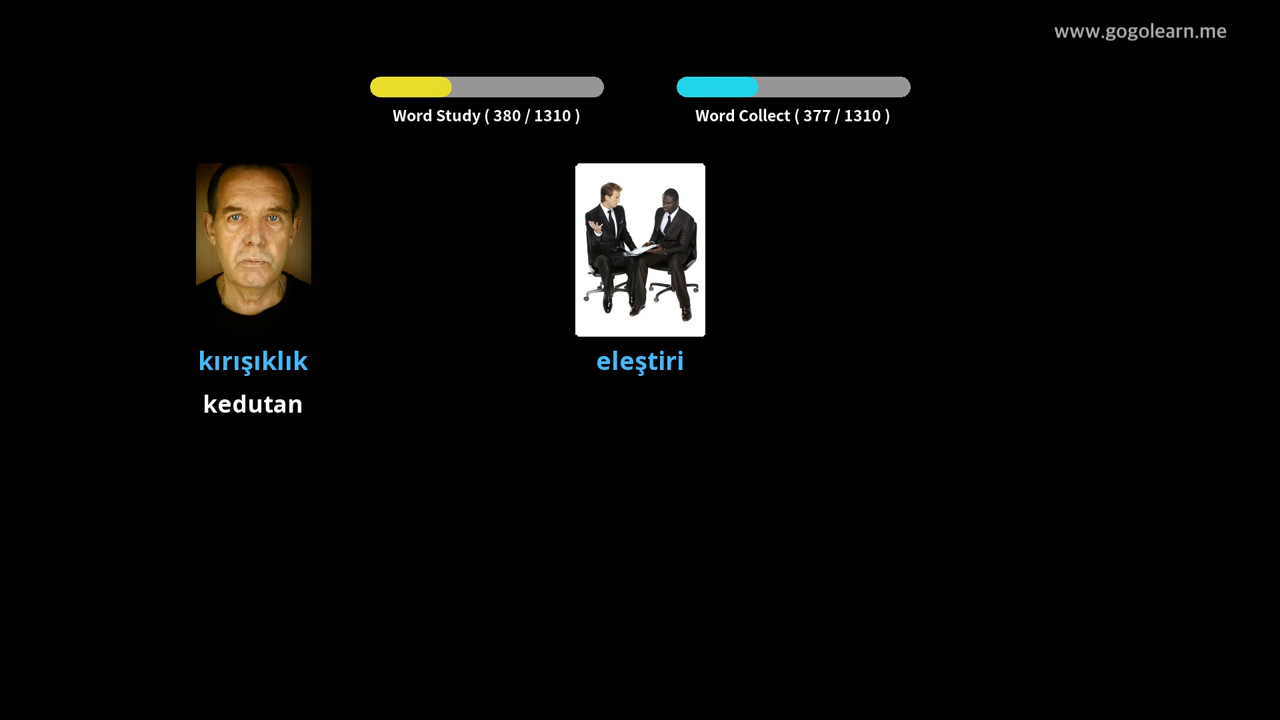 www.gogolearn.me
Word Study ( 380 / 1310 )
Word Collect ( 377 / 1310 )
kırışıklık
eleştiri
kedutan